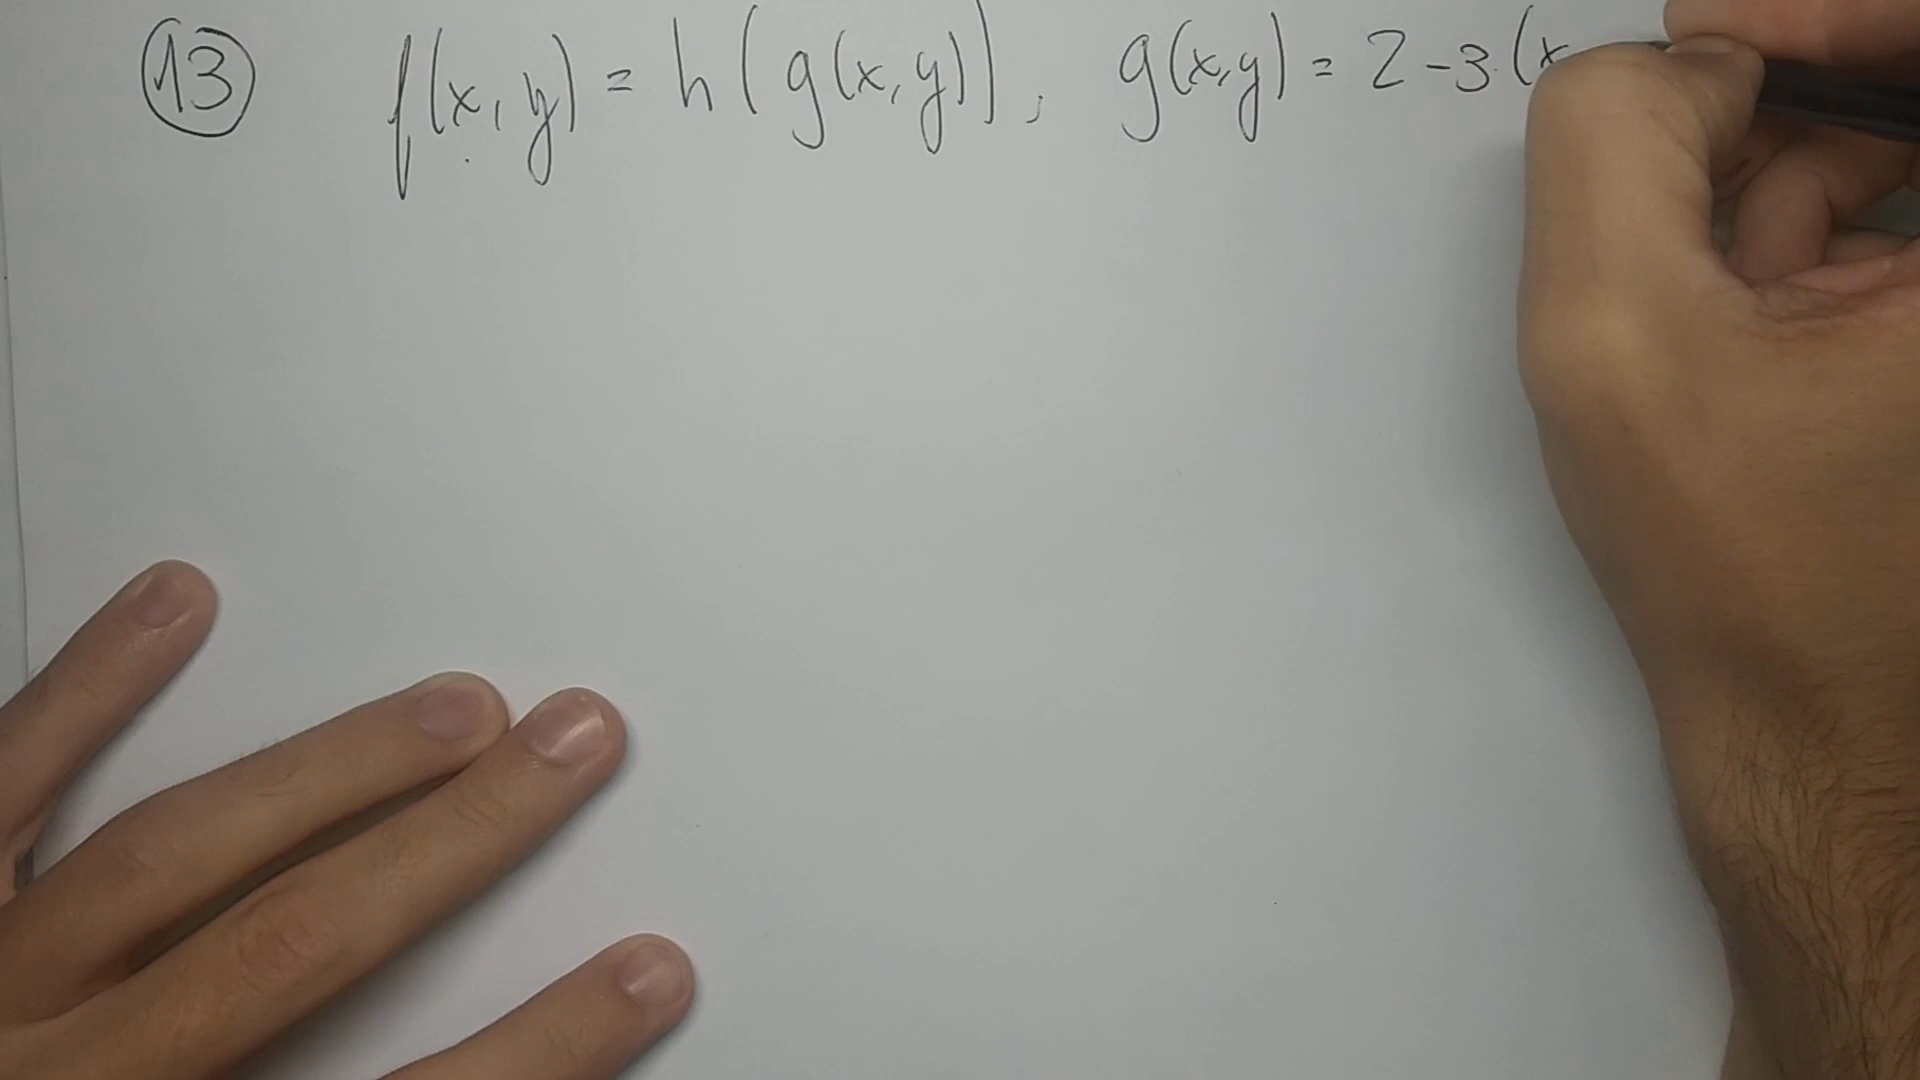 13 f(x, y) = h(g(x, y)), g(x, y) = 2 - 3·(x